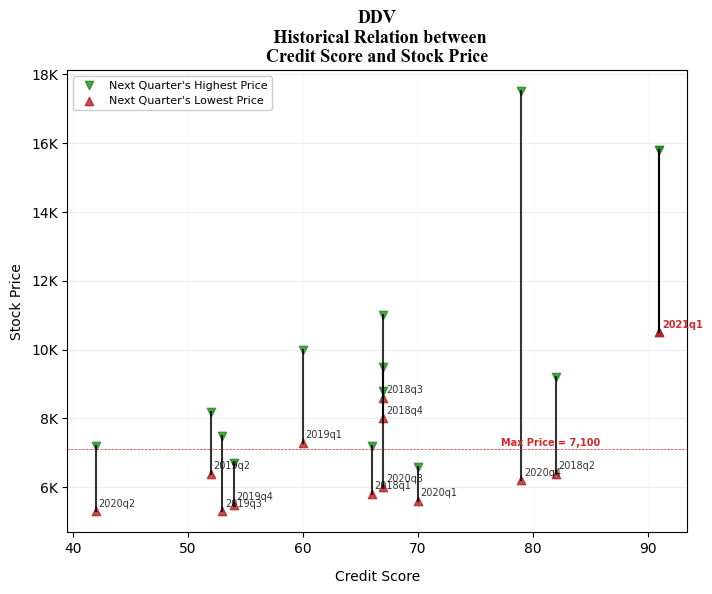 DDV
Historical Relation between
Credit Score and Stock Price
Next Quarter's Highest Price
Next Quarter's Lowest Price
18K
16K
14K
12K
10K
8K
6K
Stock Price
2021q1
2018q3
2018q4
2019q1
Max Price = 7,100
2019q2
2020q3
2018q1
2020q4
2018q2
2020q1
2019q4
2019q3
2020q2
40
50
60
70
80
90
Credit Score